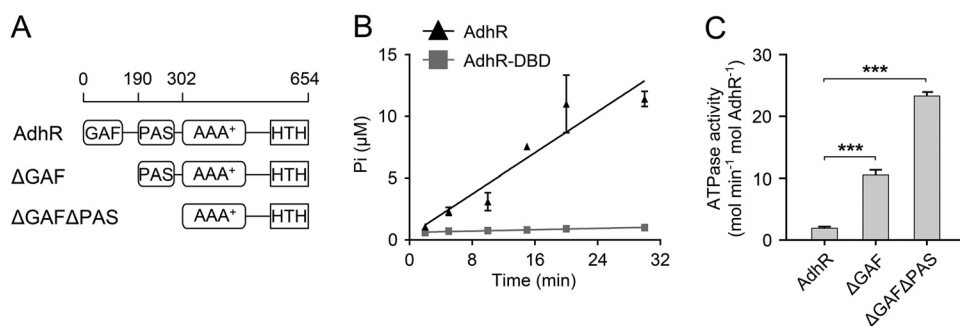 A
0 190 302 654
AdhR GAF PAS AAA+ HTH
ΔGAF PAS AAA+ HTH
ΔGAFΔPAS AAA+ HTH
B
AdhR
AdhR-DBD
15
10
5
0
Pi (μM)
0 8 16 24 32
Time (min)
C
30
20
10
0
ATPase activity
(mol min-1 mol AdhR-1)
***
***
AdhR
ΔGAF
ΔGAFΔPAS